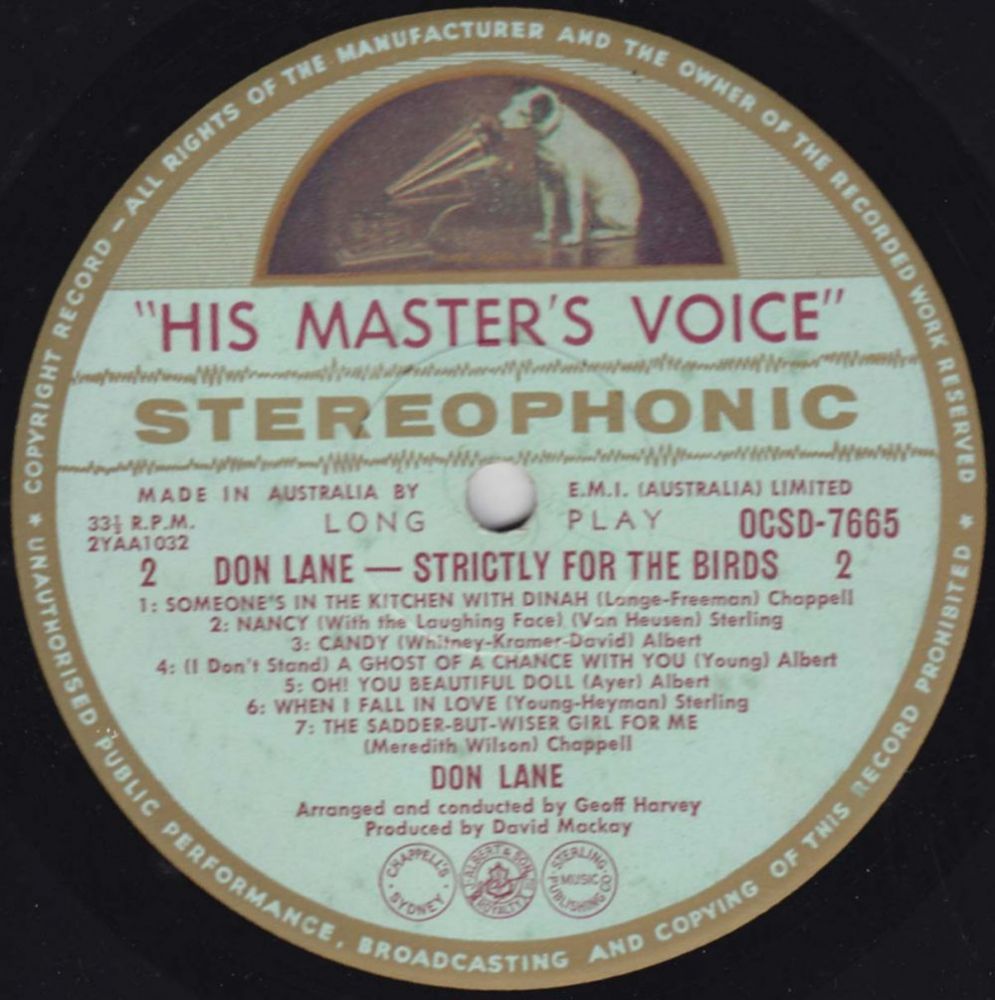 COPYRIGHT RECORD — ALL RIGHTS OF THE MANUFACTURER AND THE OWNER OF THE RECORDED WORK RESERVED
★ UNAUTHORISED PUBLIC PERFORMANCE, BROADCASTING AND COPYING OF THIS RECORD PROHIBITED ★
"HIS MASTER'S VOICE"
STEREOPHONIC
MADE IN AUSTRALIA BY E.M.I. (AUSTRALIA) LIMITED
33⅓ R.P.M. LONG PLAY OCSD-7665
2YAA1032
2 DON LANE — STRICTLY FOR THE BIRDS 2
1: SOMEONE'S IN THE KITCHEN WITH DINAH (Lange-Freeman) Chappell
2: NANCY (With the Laughing Face) (Van Heusen) Sterling
3: CANDY (Whitney-Kramer-David) Albert
4: (I Don't Stand) A GHOST OF A CHANCE WITH YOU (Young) Albert
5: OH! YOU BEAUTIFUL DOLL (Ayer) Albert
6: WHEN I FALL IN LOVE (Young-Heyman) Sterling
7: THE SADDER-BUT-WISER GIRL FOR ME
(Meredith Wilson) Chappell
DON LANE
Arranged and conducted by Geoff Harvey
Produced by David Mackay
CHAPPELL'S • SYDNEY •
ALBERT & SON ROYALTY
STERLING MUSIC PUBLISHING CO.